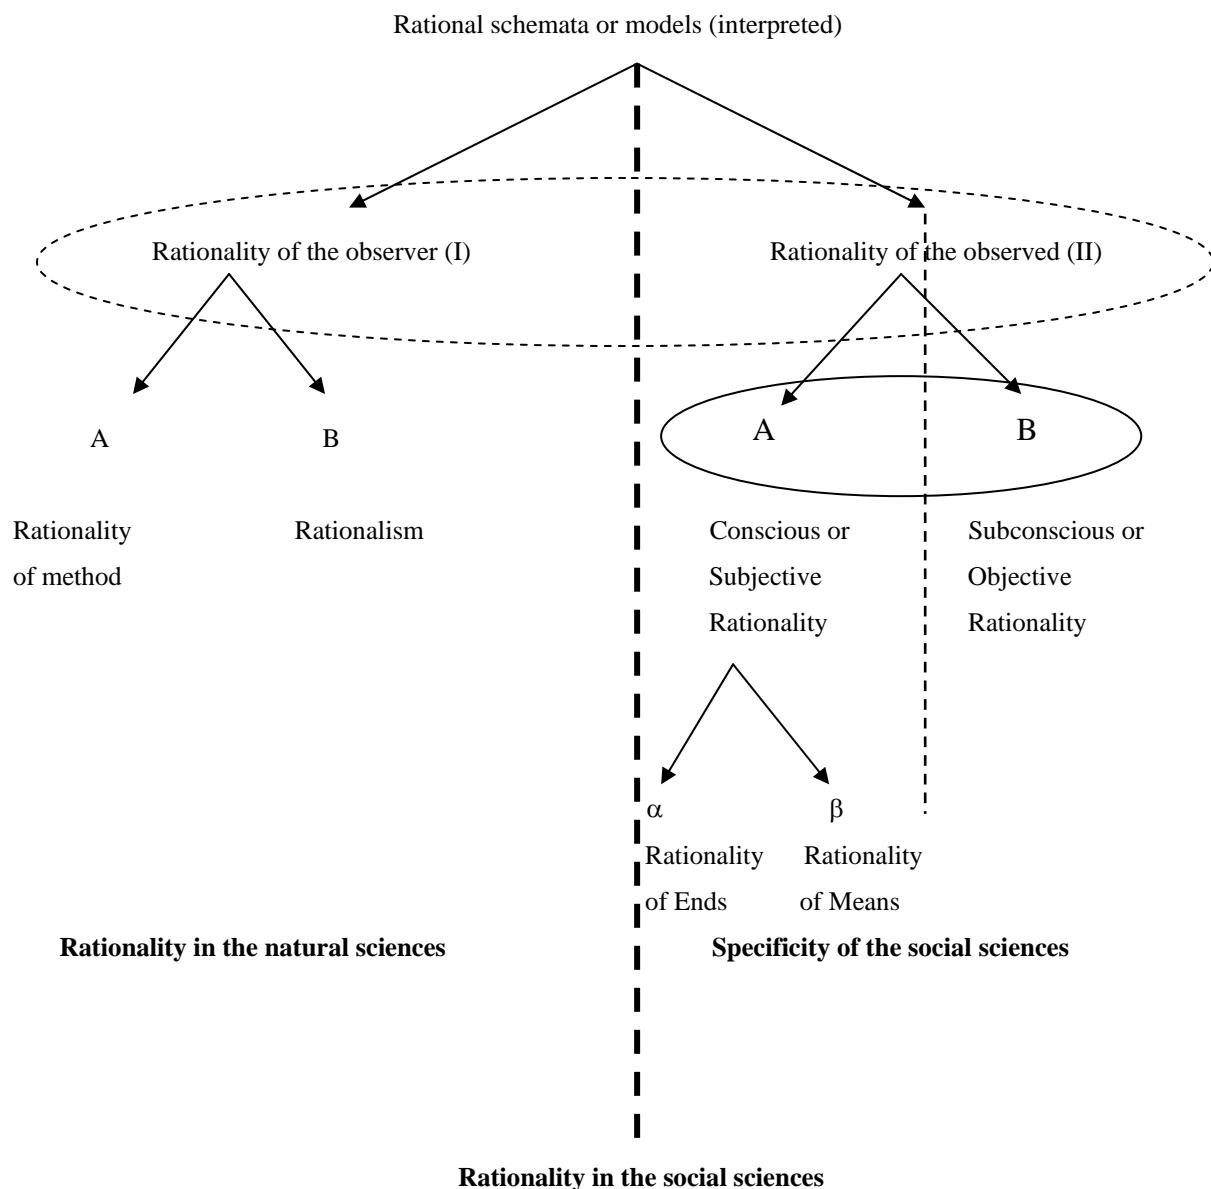 Rational schemata or models (interpreted)
Rationality of the observer (I)
Rationality of the observed (II)
A
B
A
B
Rationality
of method
Rationalism
Conscious or
Subjective
Rationality
Subconscious or
Objective
Rationality
α
β
Rationality
of Ends
Rationality
of Means
Rationality in the natural sciences
Specificity of the social sciences
Rationality in the social sciences